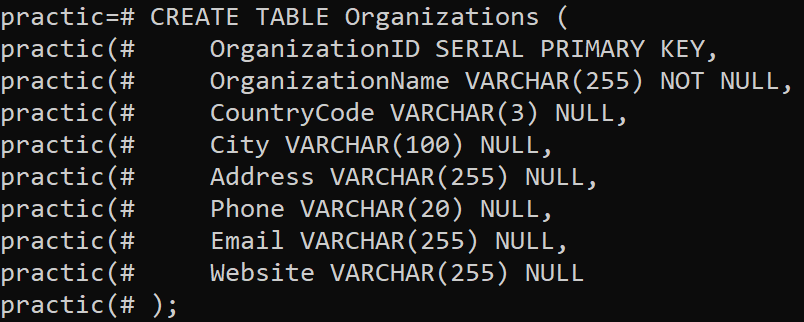 practic=# CREATE TABLE Organizations (
practic(#     OrganizationID SERIAL PRIMARY KEY,
practic(#     OrganizationName VARCHAR(255) NOT NULL,
practic(#     CountryCode VARCHAR(3) NULL,
practic(#     City VARCHAR(100) NULL,
practic(#     Address VARCHAR(255) NULL,
practic(#     Phone VARCHAR(20) NULL,
practic(#     Email VARCHAR(255) NULL,
practic(#     Website VARCHAR(255) NULL
practic(# );